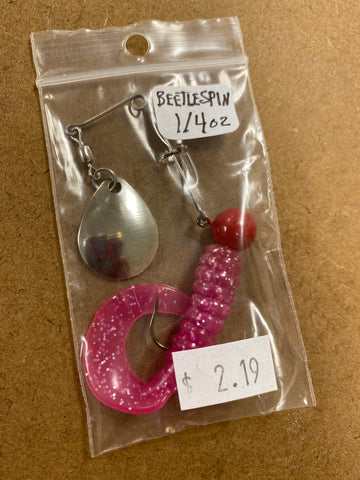 BEETLESPIN
1/4oz
$ 2.19